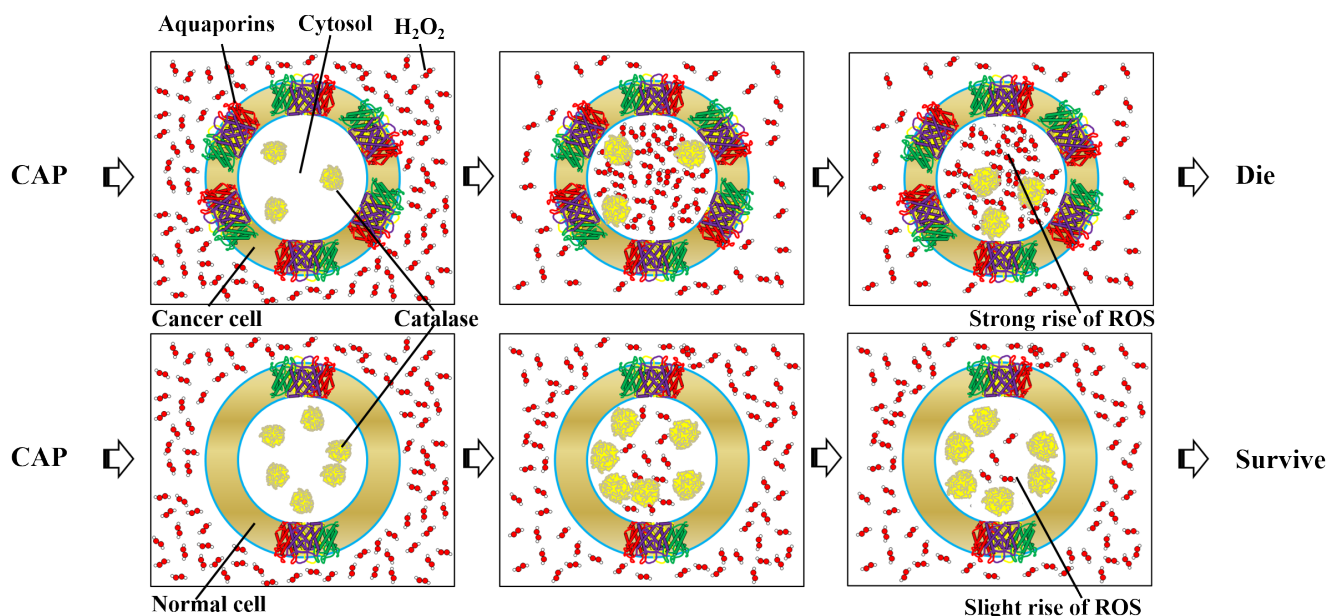 Aquaporins Cytosol H₂O₂
CAP Die
Cancer cell Catalase Strong rise of ROS
CAP Survive
Normal cell Slight rise of ROS